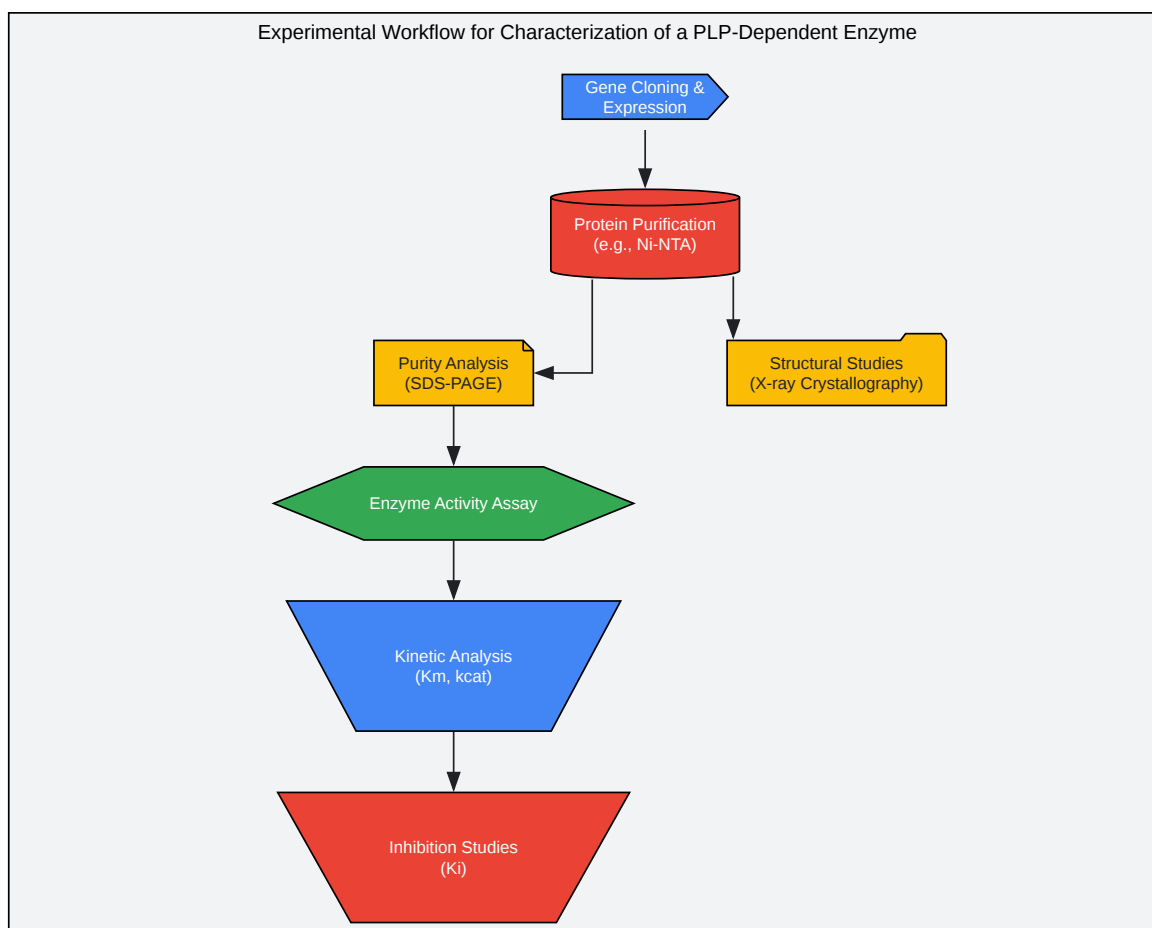 Experimental Workflow for Characterization of a PLP-Dependent Enzyme
Gene Cloning &
Expression
Protein Purification
(e.g., Ni-NTA)
Purity Analysis
(SDS-PAGE)
Structural Studies
(X-ray Crystallography)
Enzyme Activity Assay
Kinetic Analysis
(Km, kcat)
Inhibition Studies
(Ki)